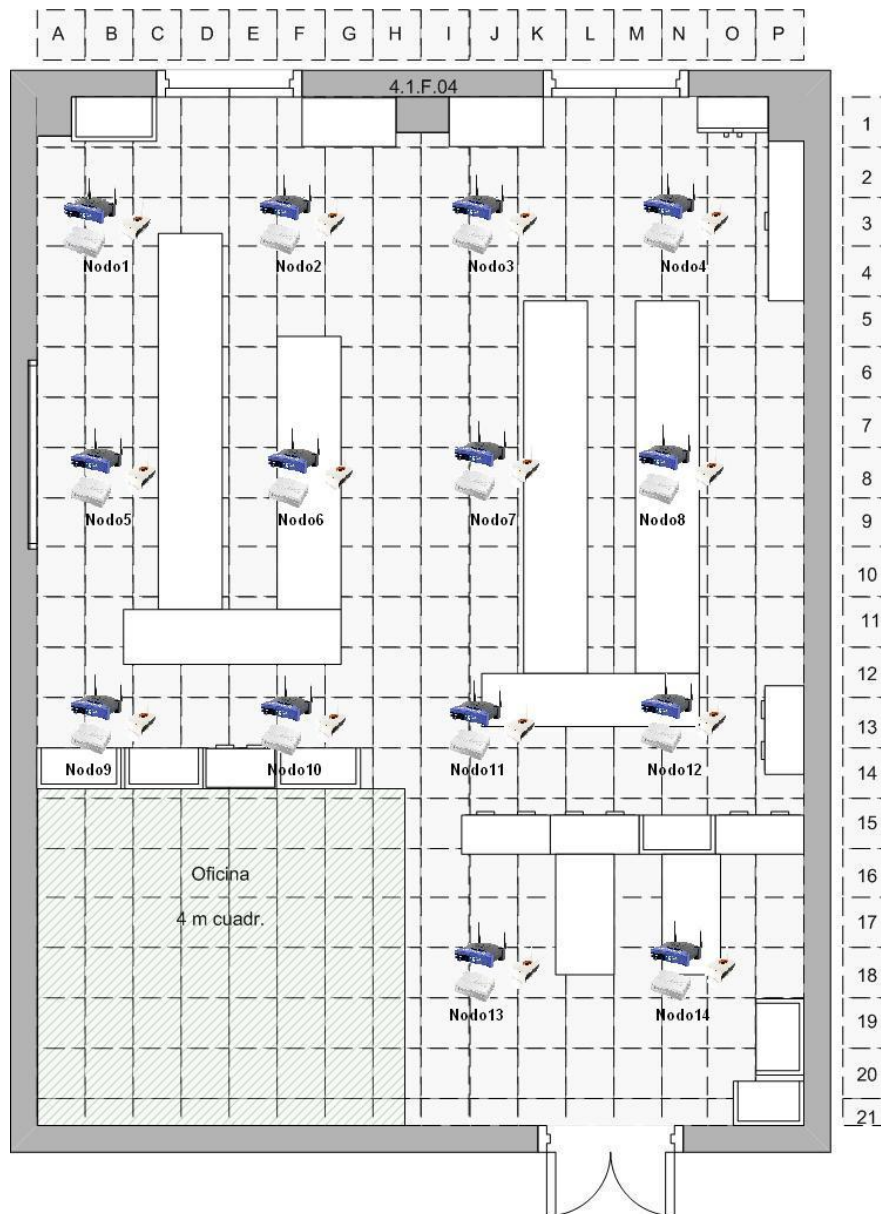 A B C D E F G H I J K L M N O P
4.1.F.04
1
2
3
Nodo1 Nodo2 Nodo3 Nodo4
4
5
6
7
8
Nodo5 Nodo6 Nodo7 Nodo8
9
10
11
12
13
Nodo9 Nodo10 Nodo11 Nodo12
14
15
Oficina
16
4 m cuadr.
17
18
Nodo13 Nodo14
19
20
21